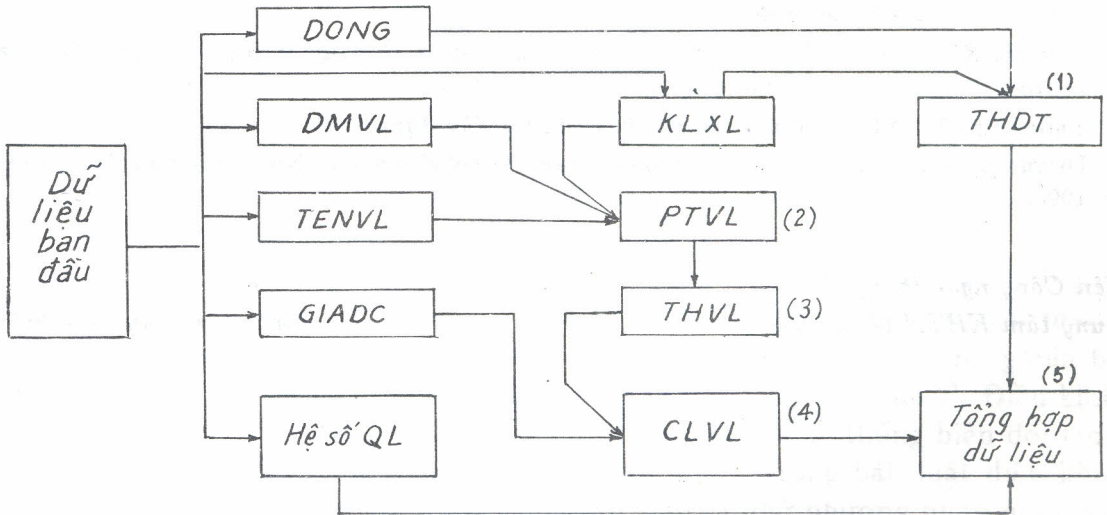 DONG
(1)
DMVL
KLXL
THDT
Dữ
liệu
ban
đầu
TENVL
PTVL
(2)
GIADC
THVL
(3)
(5)
(4)
Hệ số QL
CLVL
Tổng hợp
dữ liệu